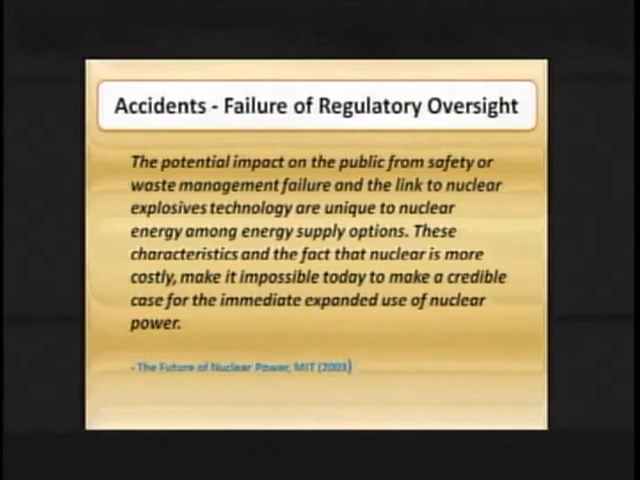 Accidents - Failure of Regulatory Oversight
The potential impact on the public from safety or
waste management failure and the link to nuclear
explosives technology are unique to nuclear
energy among energy supply options. These
characteristics and the fact that nuclear is more
costly, make it impossible today to make a credible
case for the immediate expanded use of nuclear
power.
- The Future of Nuclear Power, MIT (2003)